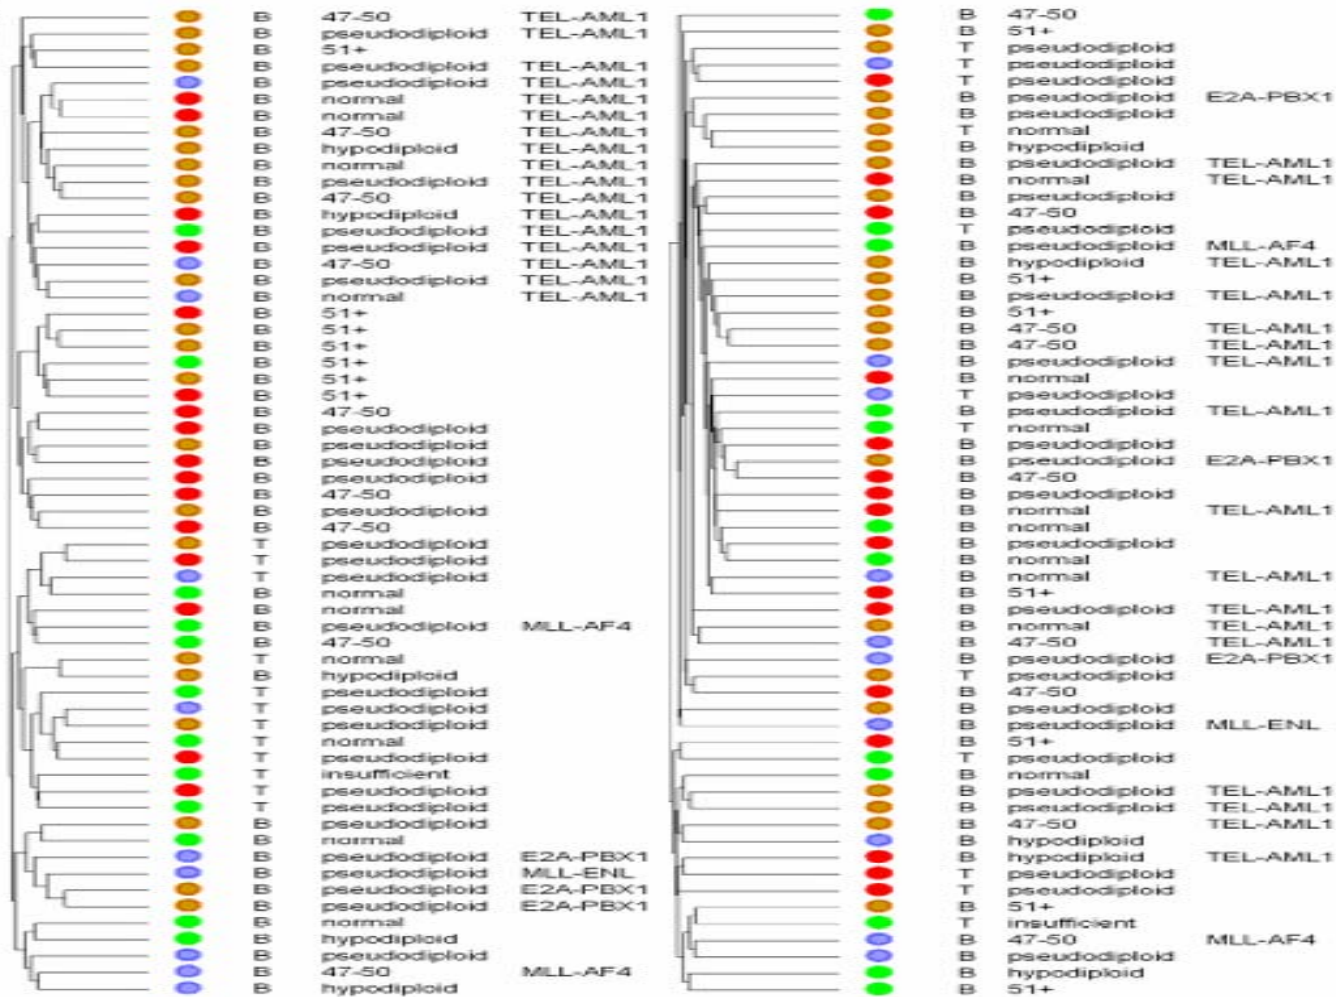 B 47-50 TEL-AML1
B pseudodiploid TEL-AML1
B 51+
B pseudodiploid TEL-AML1
B pseudodiploid TEL-AML1
B normal TEL-AML1
B normal TEL-AML1
B 47-50 TEL-AML1
B hypodiploid TEL-AML1
B normal TEL-AML1
B pseudodiploid TEL-AML1
B 47-50 TEL-AML1
B hypodiploid TEL-AML1
B pseudodiploid TEL-AML1
B pseudodiploid TEL-AML1
B 47-50 TEL-AML1
B pseudodiploid TEL-AML1
B normal TEL-AML1
B 51+
B 51+
B 51+
B 51+
B 51+
B 51+
B 47-50
B pseudodiploid
B pseudodiploid
B pseudodiploid
B pseudodiploid
B 47-50
B pseudodiploid
B 47-50
T pseudodiploid
T pseudodiploid
T pseudodiploid
B normal
B normal
B pseudodiploid MLL-AF4
B 47-50
T normal
B hypodiploid
T pseudodiploid
T pseudodiploid
T pseudodiploid
T normal
T pseudodiploid
T insufficient
T pseudodiploid
T pseudodiploid
B pseudodiploid
B normal
B pseudodiploid E2A-PBX1
B pseudodiploid MLL-ENL
B pseudodiploid E2A-PBX1
B pseudodiploid E2A-PBX1
B normal
B hypodiploid
B pseudodiploid
B 47-50 MLL-AF4
B hypodiploid
B 47-50
B 51+
T pseudodiploid
T pseudodiploid
T pseudodiploid
B pseudodiploid E2A-PBX1
B pseudodiploid
T normal
B hypodiploid
B pseudodiploid TEL-AML1
B normal TEL-AML1
B pseudodiploid
B 47-50
T pseudodiploid
B pseudodiploid MLL-AF4
B hypodiploid TEL-AML1
B 51+
B pseudodiploid TEL-AML1
B 51+
B 47-50 TEL-AML1
B 47-50 TEL-AML1
B pseudodiploid TEL-AML1
B normal
T pseudodiploid
B pseudodiploid TEL-AML1
T normal
B pseudodiploid
B pseudodiploid E2A-PBX1
B 47-50
B pseudodiploid
B normal TEL-AML1
B normal
B pseudodiploid
B normal
B normal TEL-AML1
B 51+
B pseudodiploid TEL-AML1
B normal TEL-AML1
B 47-50 TEL-AML1
B pseudodiploid E2A-PBX1
T pseudodiploid
B 47-50
B pseudodiploid
B pseudodiploid MLL-ENL
B 51+
T pseudodiploid
B normal
B pseudodiploid TEL-AML1
B pseudodiploid TEL-AML1
B 47-50 TEL-AML1
B hypodiploid
B hypodiploid TEL-AML1
T pseudodiploid
T pseudodiploid
B 51+
T insufficient
B 47-50 MLL-AF4
B pseudodiploid
B hypodiploid
B 51+